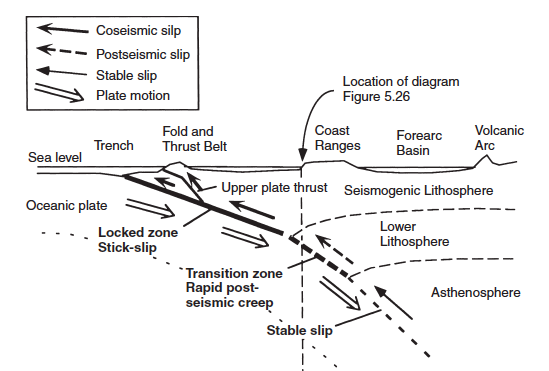 Coseismic silp
Postseismic slip
Stable slip
Plate motion
Location of diagram
Figure 5.26
Trench
Fold and
Thrust Belt
Coast
Ranges
Forearc
Basin
Volcanic
Arc
Sea level
Upper plate thrust
Seismogenic Lithosphere
Oceanic plate
Locked zone
Stick-slip
Lower
Lithosphere
Transition zone
Rapid post-
seismic creep
Asthenosphere
Stable slip